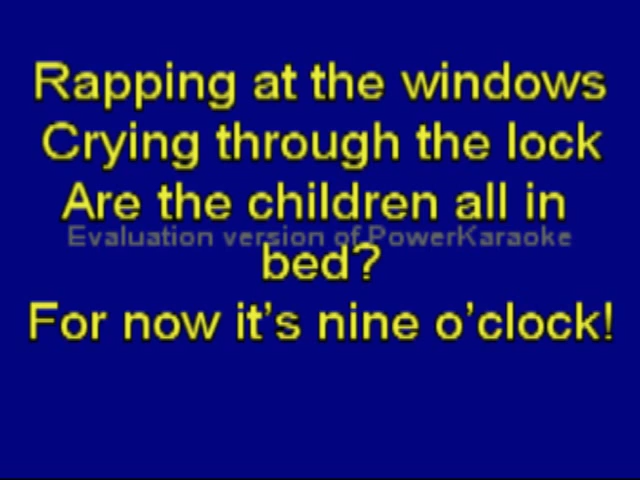 Rapping at the windows
Crying through the lock
Are the children all in
Evaluation version of PowerKaraoke
bed?
For now it’s nine o’clock!